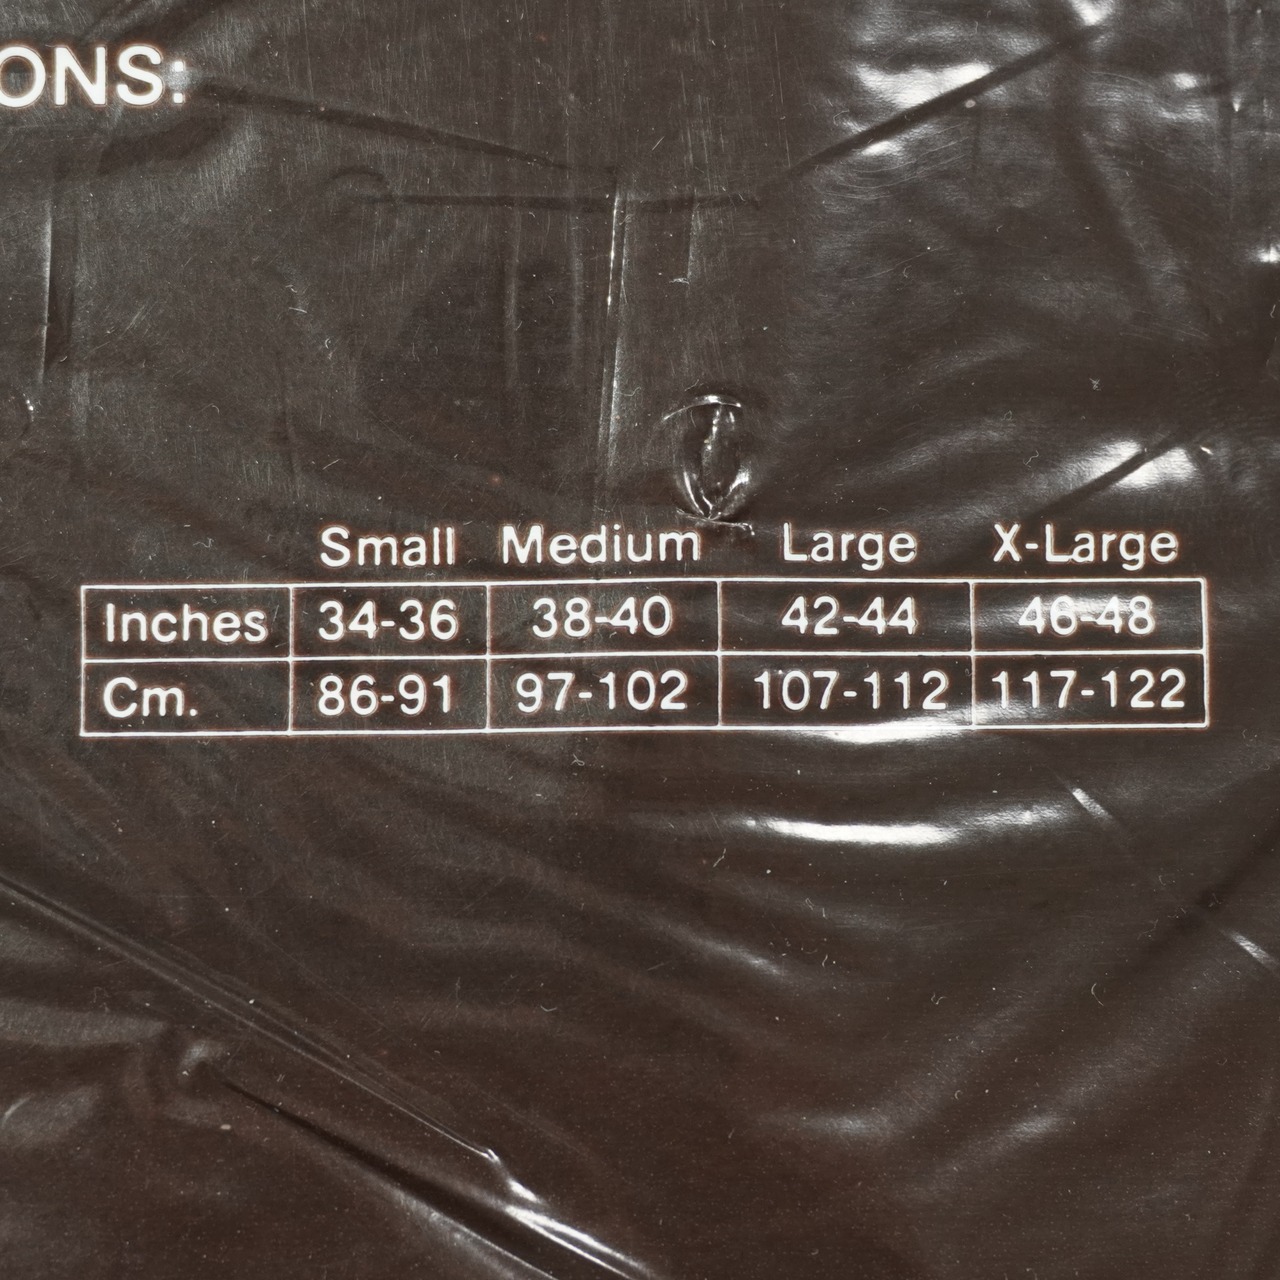 ONS:
Small Medium Large X-Large
Inches 34-36 38-40 42-44 46-48
Cm. 86-91 97-102 107-112 117-122